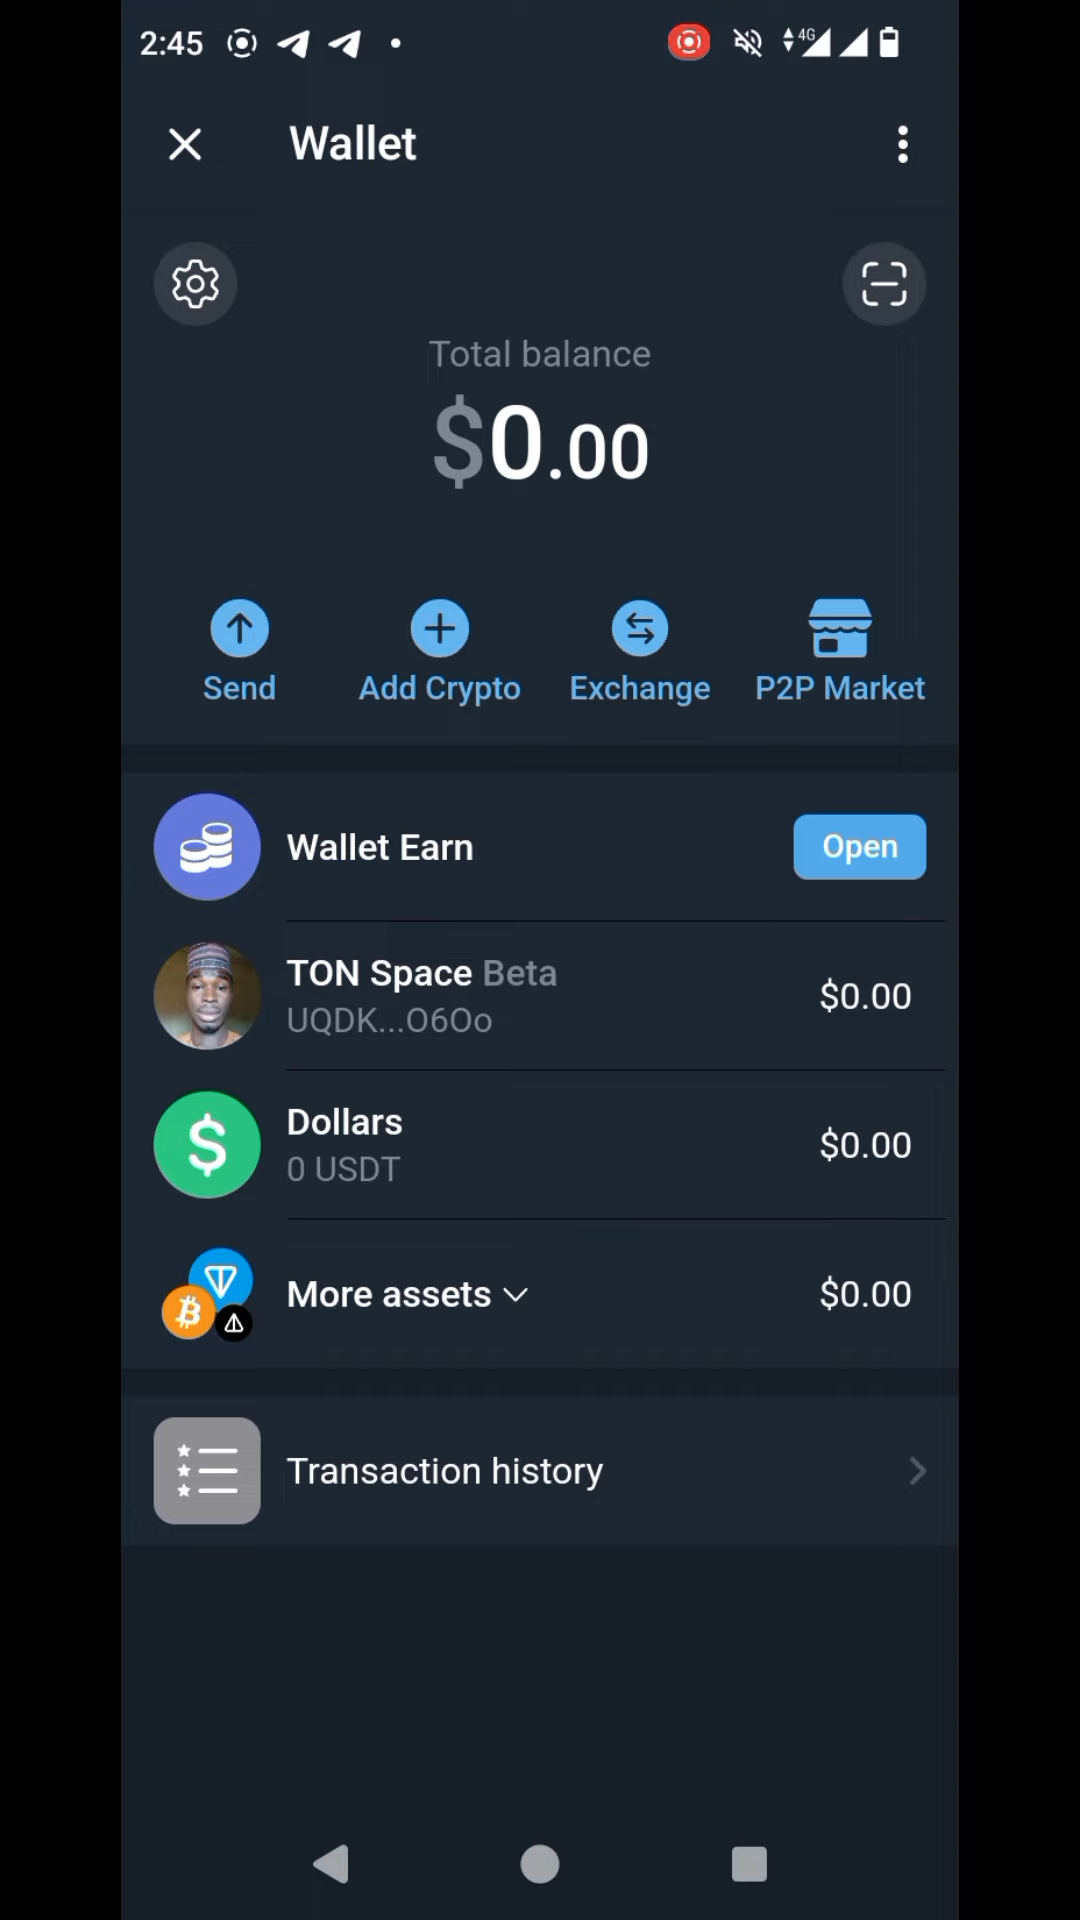 2:45
4G
Wallet
Total balance
$0.00
Send
Add Crypto
Exchange
P2P Market
Wallet Earn
Open
TON Space Beta
$0.00
UQDK...O6Oo
Dollars
$0.00
0 USDT
More assets
$0.00
Transaction history